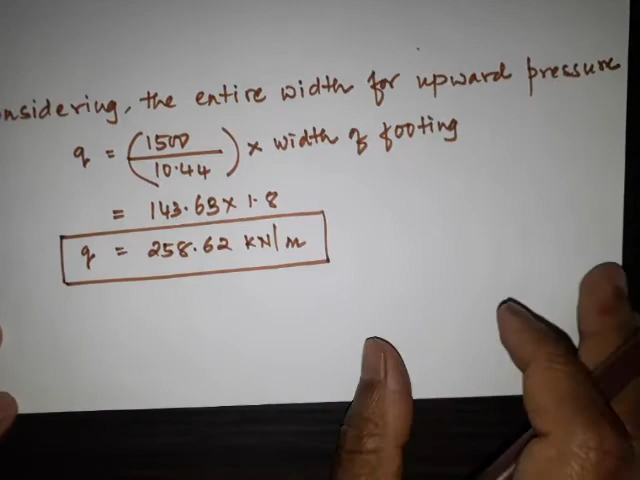 nsidering, the entire width for upward pressure
q = (1500 / 10.44) × width of footing
= 143.68 × 1.8
q = 258.62 KN/m